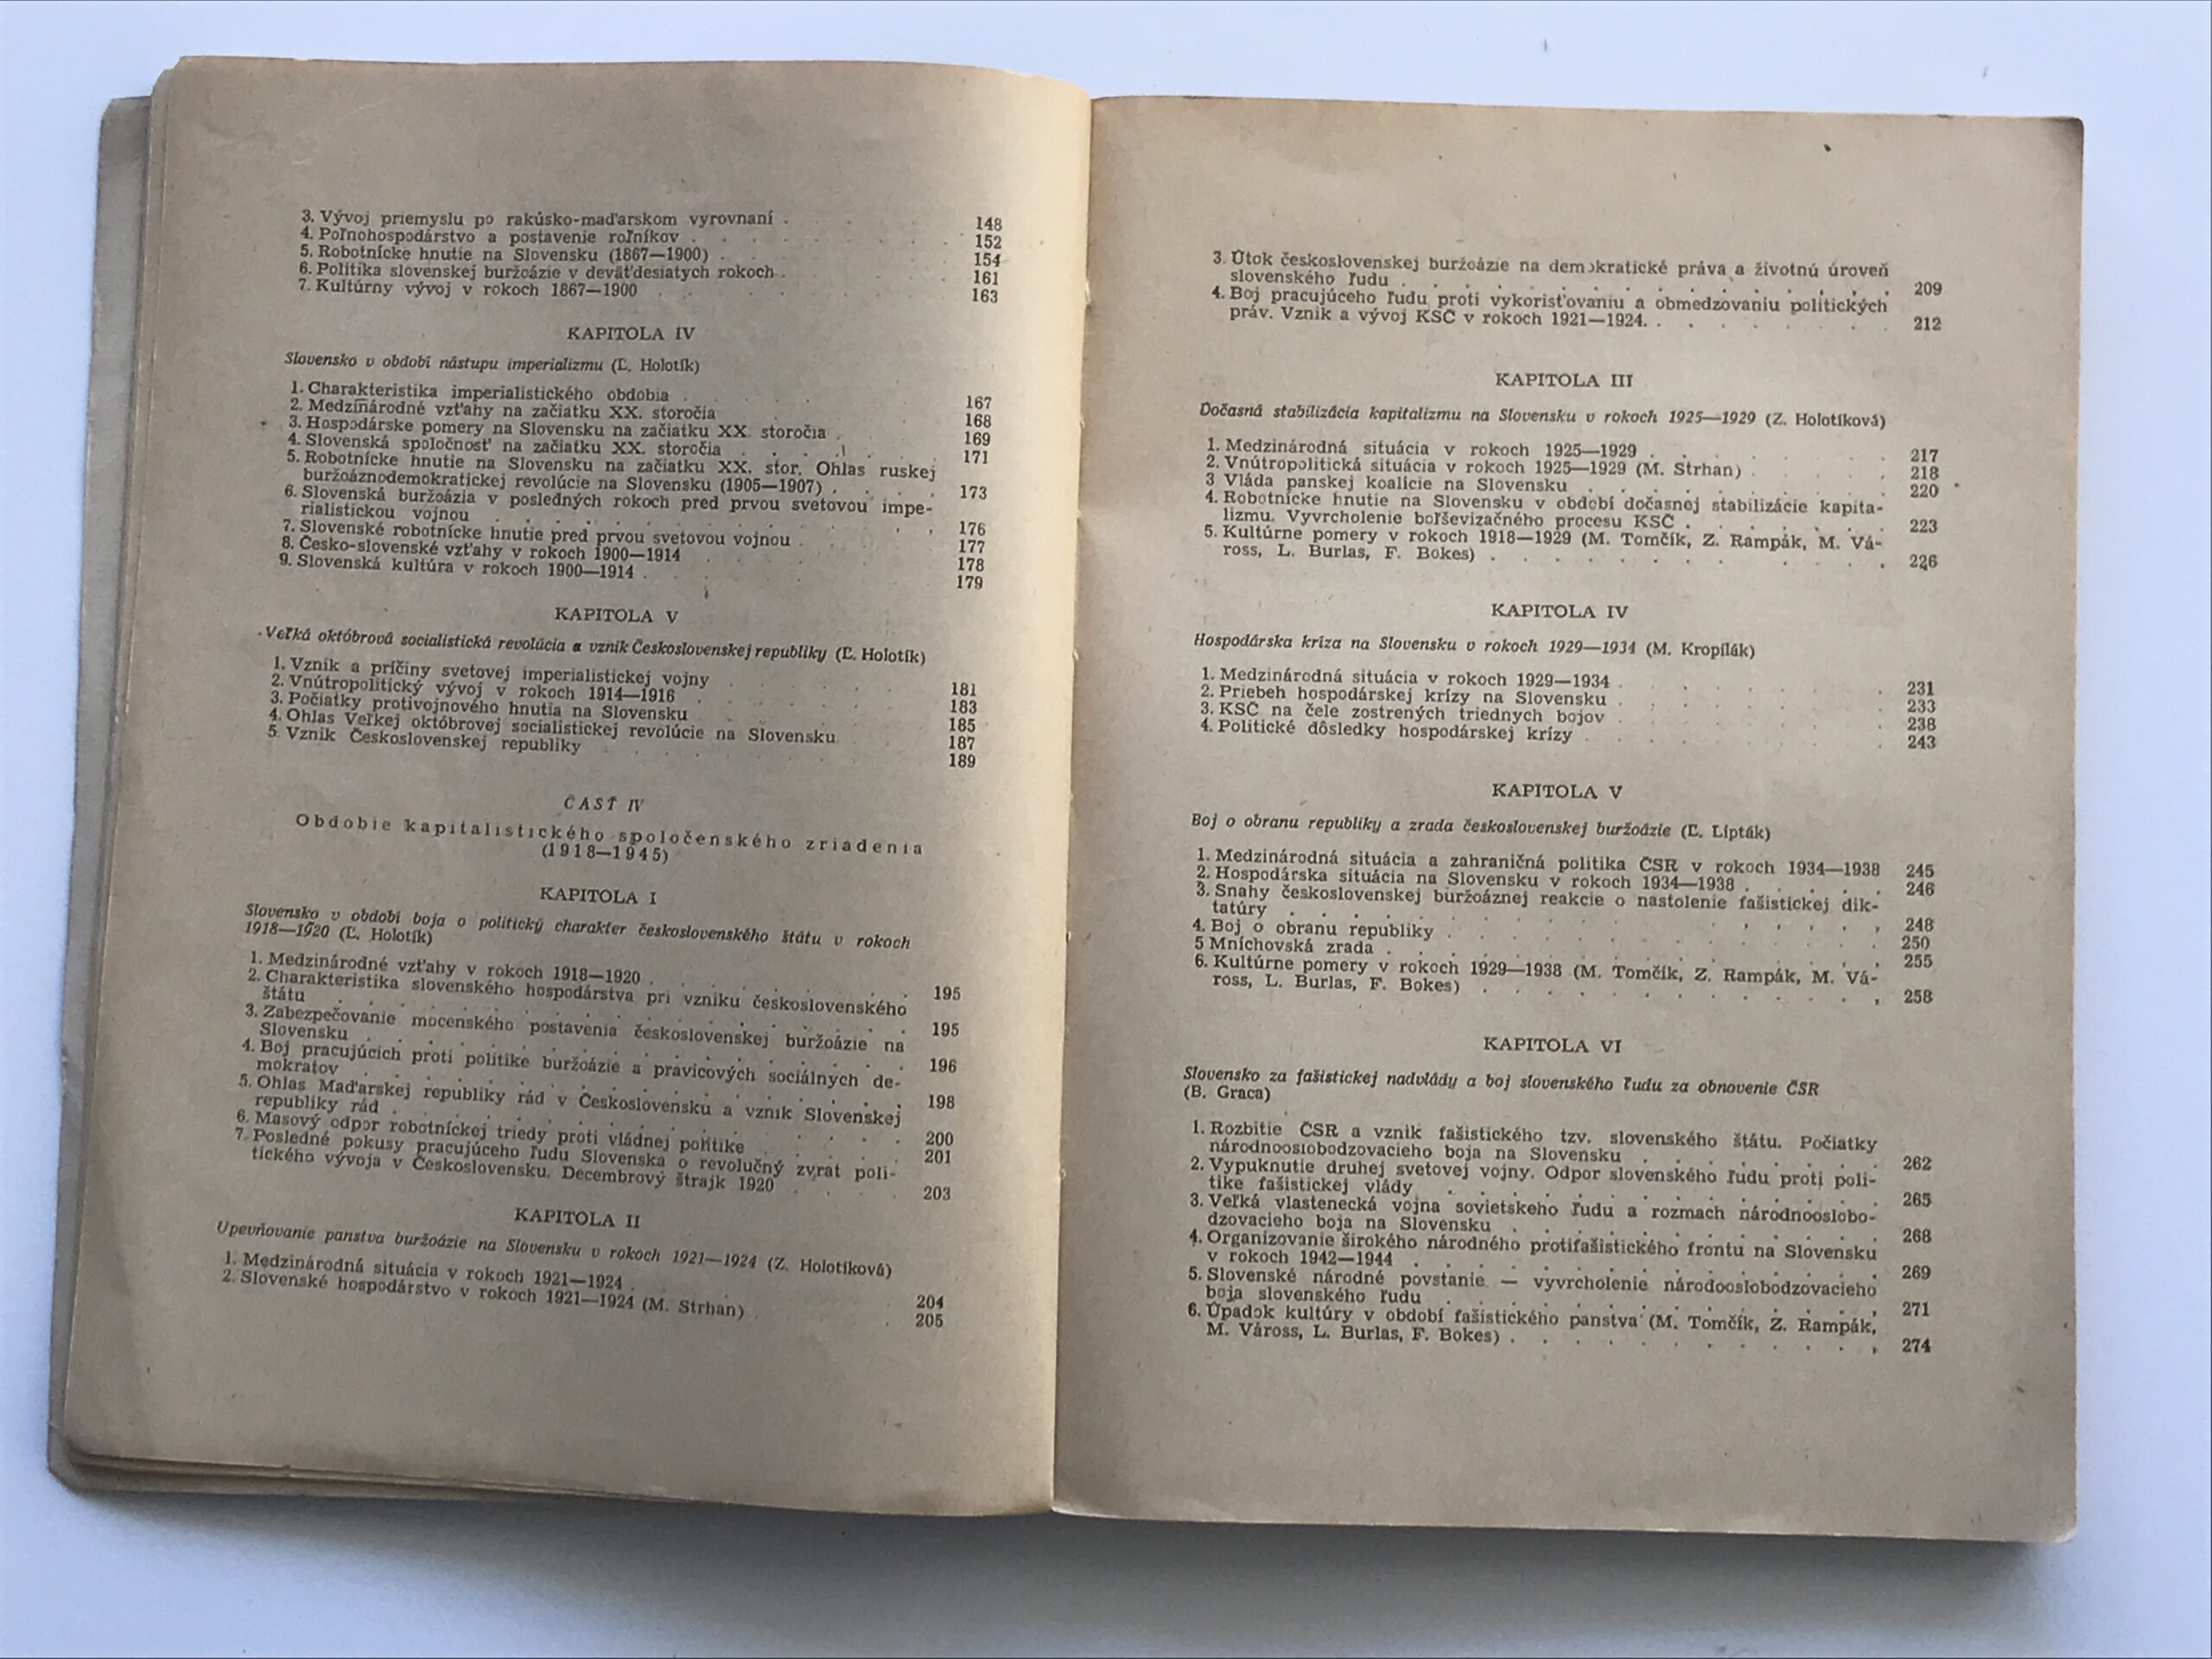 3. Vývoj priemyslu po rakúsko-maďarskom vyrovnaní . 148
4. Poľnohospodárstvo a postavenie roľníkov . 152
5. Robotnícke hnutie na Slovensku (1867—1900) . 154
6. Politika slovenskej buržoázie v deväťdesiatych rokoch . 161
7. Kultúrny vývoj v rokoch 1867—1900 . 163
KAPITOLA IV
Slovensko v období nástupu imperializmu (Ľ. Holotík)
1. Charakteristika imperialistického obdobia . 167
2. Medzinárodné vzťahy na začiatku XX. storočia 168
3. Hospodárske pomery na Slovensku na začiatku XX. storočia . 169
4. Slovenská spoločnosť na začiatku XX. storočia . 171
5. Robotnícke hnutie na Slovensku na začiatku XX. stor. Ohlas ruskej
buržoáznodemokratickej revolúcie na Slovensku (1905—1907) . 173
6. Slovenská buržoázia v posledných rokoch pred prvou svetovou impe-
rialistickou vojnou . 176
7. Slovenské robotnícke hnutie pred prvou svetovou vojnou . 177
8. Česko-slovenské vzťahy v rokoch 1900—1914 178
9. Slovenská kultúra v rokoch 1900—1914 . 179
KAPITOLA V
Veľká októbrová socialistická revolúcia a vznik Československej republiky (Ľ. Holotík)
1. Vznik a príčiny svetovej imperialistickej vojny 181
2. Vnútropolitický vývoj v rokoch 1914—1916 183
3. Počiatky protivojnového hnutia na Slovensku 185
4. Ohlas Veľkej októbrovej socialistickej revolúcie na Slovensku 187
5. Vznik Československej republiky 189
ČASŤ IV
Obdobie kapitalistického spoločenského zriadenia
(1918—1945)
KAPITOLA I
Slovensko v období boja o politický charakter československého štátu v rokoch
1918—1920 (Ľ. Holotík)
1. Medzinárodné vzťahy v rokoch 1918—1920 . 195
2. Charakteristika slovenského hospodárstva pri vzniku československého
štátu . 195
3. Zabezpečovanie mocenského postavenia československej buržoázie na
Slovensku . 196
4. Boj pracujúcich proti politike buržoázie a pravicových sociálnych de-
mokratov . 198
5. Ohlas Maďarskej republiky rád v Československu a vznik Slovenskej
republiky rád . 200
6. Masový odpor robotníckej triedy proti vládnej politike 201
7. Posledné pokusy pracujúceho ľudu Slovenska o revolučný zvrat poli-
tického vývoja v Československu. Decembrový štrajk 1920 . 203
KAPITOLA II
Upevňovanie panstva buržoázie na Slovensku v rokoch 1921—1924 (Z. Holotíková)
1. Medzinárodná situácia v rokoch 1921—1924 . 204
2. Slovenské hospodárstvo v rokoch 1921—1924 (M. Strhan) . 205
3. Útok československej buržoázie na demokratické práva a životnú úroveň
slovenského ľudu . 209
4. Boj pracujúceho ľudu proti vykorisťovaniu a obmedzovaniu politických
práv. Vznik a vývoj KSČ v rokoch 1921—1924. . 212
KAPITOLA III
Dočasná stabilizácia kapitalizmu na Slovensku v rokoch 1925—1929 (Z. Holotíková)
1. Medzinárodná situácia v rokoch 1925—1929 . 217
2. Vnútropolitická situácia v rokoch 1925—1929 (M. Strhan) . 218
3 Vláda panskej koalície na Slovensku . 220
4. Robotnícke hnutie na Slovensku v období dočasnej stabilizácie kapita-
lizmu. Vyvrcholenie boľševizačného procesu KSČ . 223
5. Kultúrne pomery v rokoch 1918—1929 (M. Tomčík, Z. Rampák, M. Vá-
ross, L. Burlas, F. Bokes) . 226
KAPITOLA IV
Hospodárska kríza na Slovensku v rokoch 1929—1934 (M. Kropilák)
1. Medzinárodná situácia v rokoch 1929—1934 . 231
2. Priebeh hospodárskej krízy na Slovensku . 233
3. KSČ na čele zostrených triednych bojov . 238
4. Politické dôsledky hospodárskej krízy . 243
KAPITOLA V
Boj o obranu republiky a zrada československej buržoázie (Ľ. Lipták)
1. Medzinárodná situácia a zahraničná politika ČSR v rokoch 1934—1938 245
2. Hospodárska situácia na Slovensku v rokoch 1934—1938 . 246
3. Snahy československej buržoáznej reakcie o nastolenie fašistickej dik-
tatúry . 248
4. Boj o obranu republiky . 250
5 Mníchovská zrada . 255
6. Kultúrne pomery v rokoch 1929—1938 (M. Tomčík, Z. Rampák, M. Vá-
ross, L. Burlas, F. Bokes) . 258
KAPITOLA VI
Slovensko za fašistickej nadvlády a boj slovenského ľudu za obnovenie ČSR
(B. Graca)
1. Rozbitie ČSR a vznik fašistického tzv. slovenského štátu. Počiatky
národnooslobodzovacieho boja na Slovensku . 262
2. Vypuknutie druhej svetovej vojny. Odpor slovenského ľudu proti poli-
tike fašistickej vlády . 265
3. Veľká vlastenecká vojna sovietskeho ľudu a rozmach národnooslobo-
dzovacieho boja na Slovensku . 268
4. Organizovanie širokého národného protifašistického frontu na Slovensku
v rokoch 1942—1944 . 269
5. Slovenské národné povstanie — vyvrcholenie národooslobodzovacieho
boja slovenského ľudu . 271
6. Úpadok kultúry v období fašistického panstva (M. Tomčík, Z. Rampák,
M. Váross, L. Burlas, F. Bokes) . 274